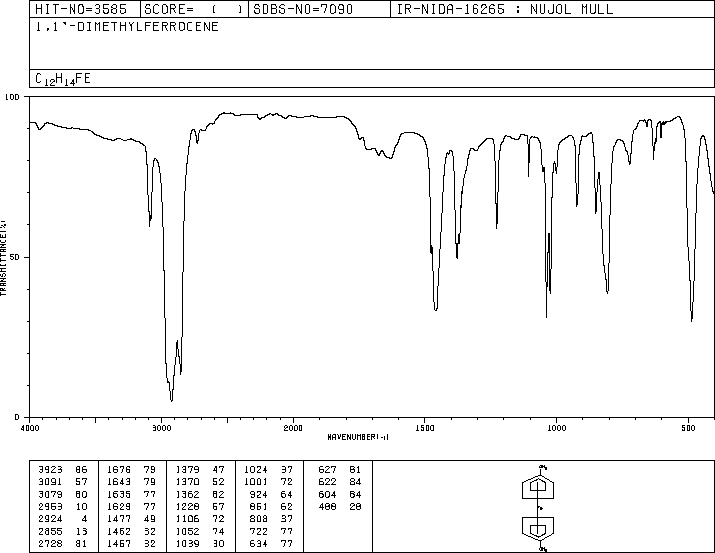 HIT-NO=3585 SCORE= ( ) SDBS-NO=7090 IR-NIDA-16265 : NUJOL MULL
1,1'-DIMETHYLFERROCENE
C12H14FE
100
50
0
TRANSMITTANCE(%)
4000 3000 2000 1500 1000 500
WAVENUMBER(-1)
3923 86 1676 79 1379 47 1024 37 627 81
3091 57 1643 79 1370 52 1001 72 622 84
3079 80 1635 77 1362 82 924 64 604 84
2963 10 1629 77 1228 67 861 62 488 28
2924 4 1477 49 1106 72 808 37
2855 13 1462 32 1052 74 722 77
2728 81 1457 32 1039 30 634 77
CH3
Fe
CH3